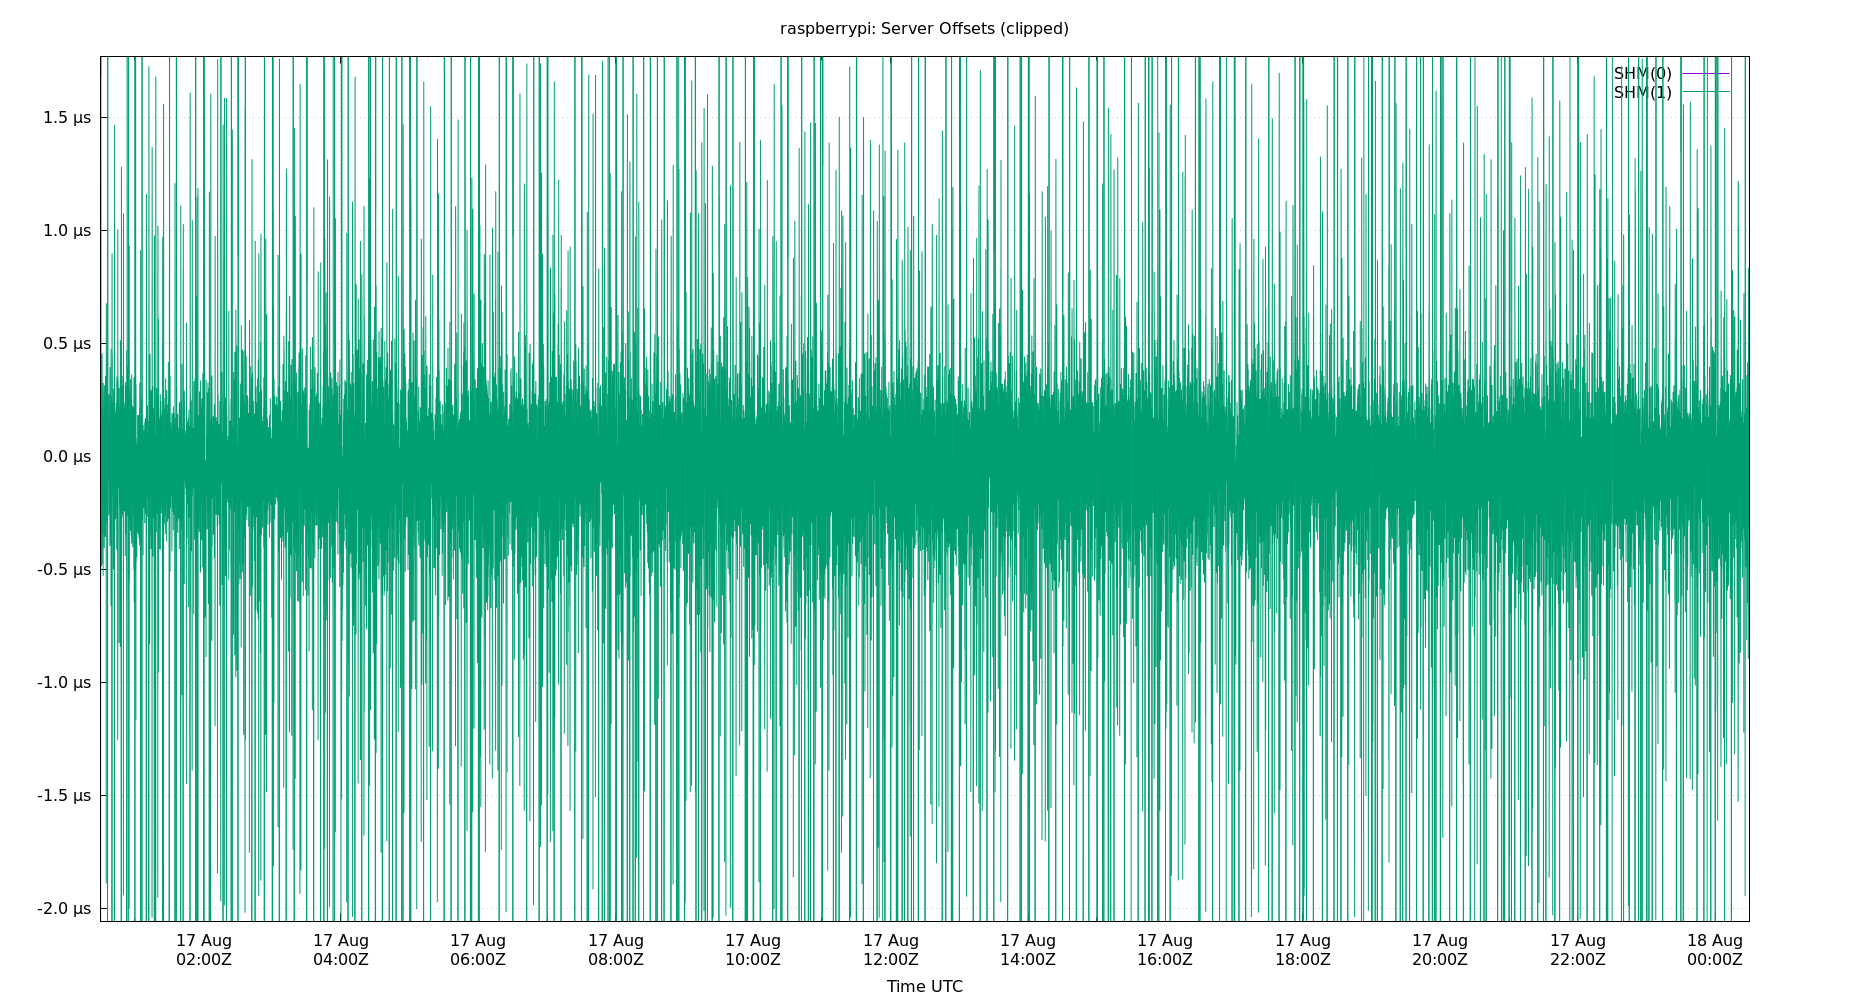 raspberrypi: Server Offsets (clipped)
SHM(0)
SHM(1)
1.5 µs
1.0 µs
0.5 µs
0.0 µs
-0.5 µs
-1.0 µs
-1.5 µs
-2.0 µs
17 Aug 17 Aug 17 Aug 17 Aug 17 Aug 17 Aug 17 Aug 17 Aug 17 Aug 17 Aug 17 Aug 18 Aug
02:00Z 04:00Z 06:00Z 08:00Z 10:00Z 12:00Z 14:00Z 16:00Z 18:00Z 20:00Z 22:00Z 00:00Z
Time UTC